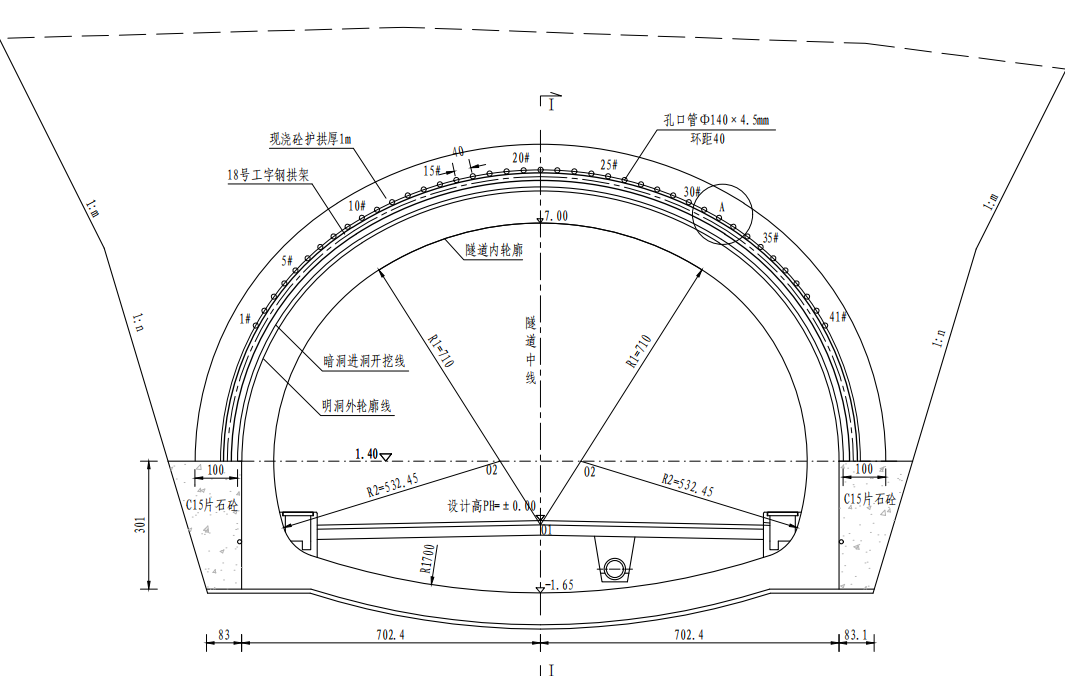 I
孔口管Φ140×4.5mm
环距40
现浇砼护拱厚1m
40
20#
15#
25#
18号工字钢拱架
30#
10#
A
1:m
1:m
7.00
35#
隧道内轮廓
5#
1#
41#
1:n
1:n
隧道中线
R1=710
R1=710
暗洞进洞开挖线
明洞外轮廓线
1.40
100
O2
O2
100
R2=532.45
R2=532.45
C15片石砼
C15片石砼
设计高PH=±0.00
301
O1
R1700
-1.65
83
702.4
702.4
83.1
I